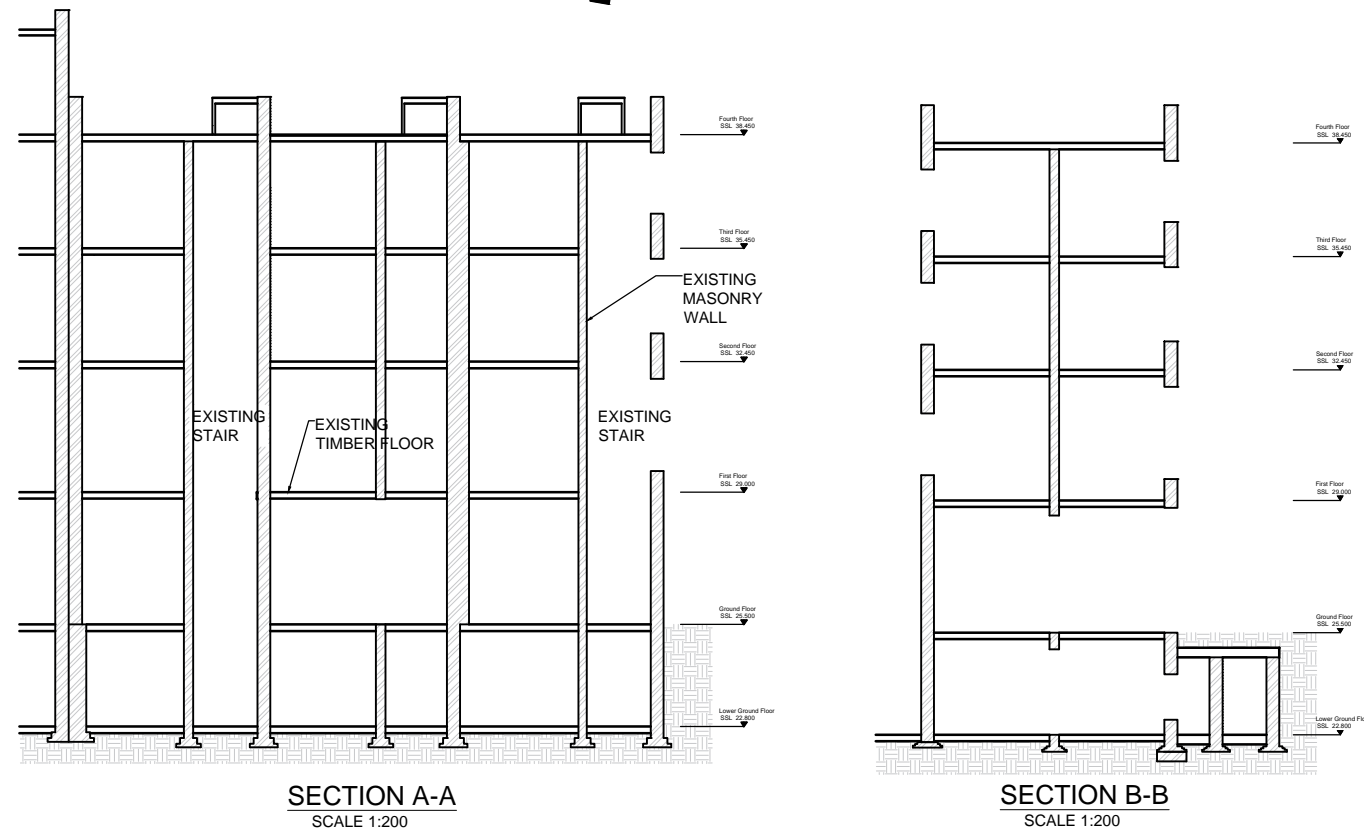 Fourth Floor
SSL 38.450
Third Floor
SSL 35.450
EXISTING
MASONRY
WALL
Second Floor
SSL 32.450
EXISTING
STAIR
EXISTING
TIMBER FLOOR
EXISTING
STAIR
First Floor
SSL 29.000
Ground Floor
SSL 25.500
Lower Ground Floor
SSL 22.800
SECTION A-A
SCALE 1:200
Fourth Floor
SSL 38.450
Third Floor
SSL 35.450
Second Floor
SSL 32.450
First Floor
SSL 29.000
Ground Floor
SSL 25.500
Lower Ground Flo
SSL 22.800
SECTION B-B
SCALE 1:200